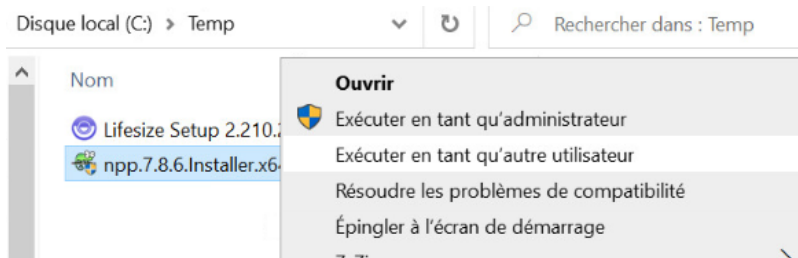 Disque local (C:) > Temp
Rechercher dans : Temp
Nom
Ouvrir
Lifesize Setup 2.210.
Exécuter en tant qu'administrateur
npp.7.8.6.Installer.x64
Exécuter en tant qu'autre utilisateur
Résoudre les problèmes de compatibilité
Épingler à l'écran de démarrage